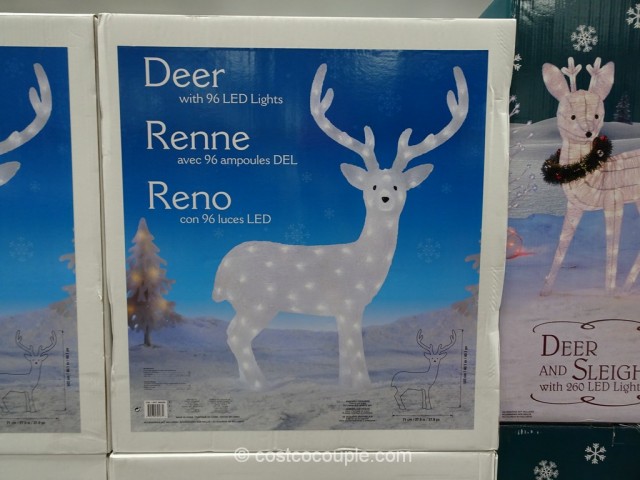 Deer
with 96 LED Lights
Renne
avec 96 ampoules DEL
Reno
con 96 luces LED
DEER
AND SLEIGH
with 260 LED Lights
© costcocouple.com